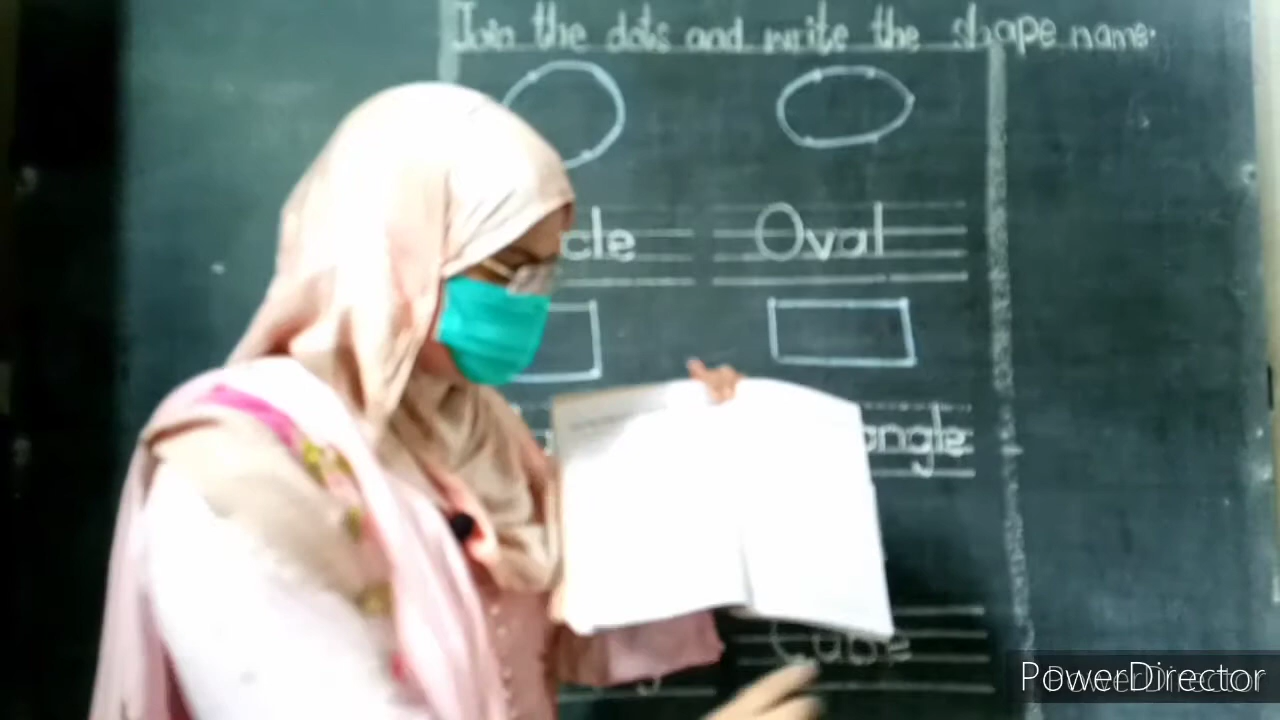 Join the dots and write the shape name.
cle Oval
angle
Cube
PowerDirector